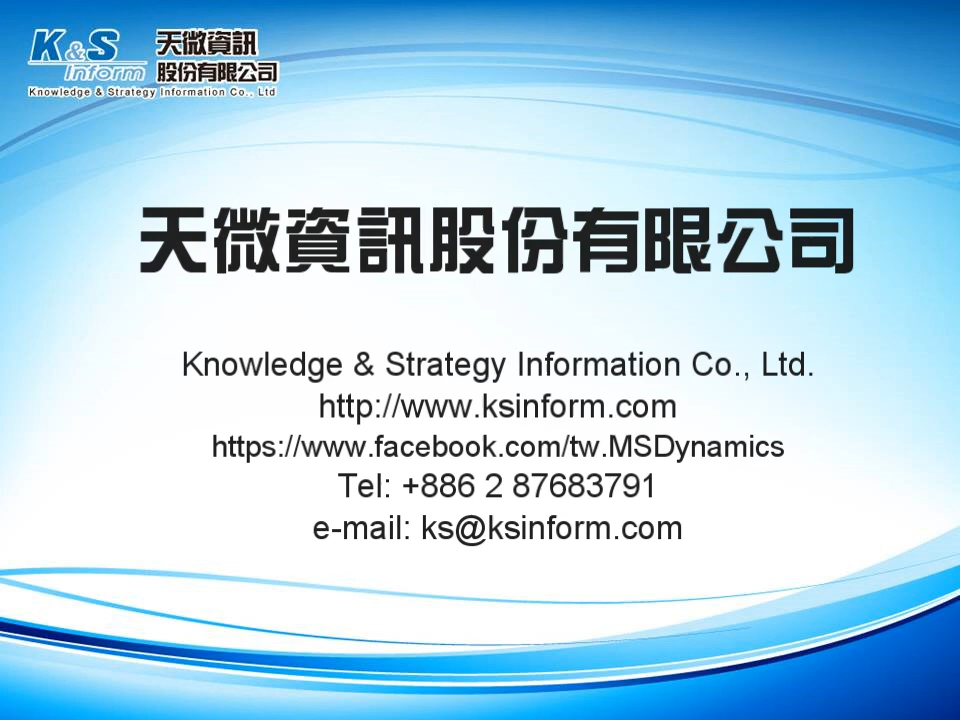 K&S 天微資訊
Inform 股份有限公司
Knowledge & Strategy Information Co., Ltd
天微資訊股份有限公司
Knowledge & Strategy Information Co., Ltd.
http://www.ksinform.com
https://www.facebook.com/tw.MSDynamics
Tel: +886 2 87683791
e-mail: ks@ksinform.com